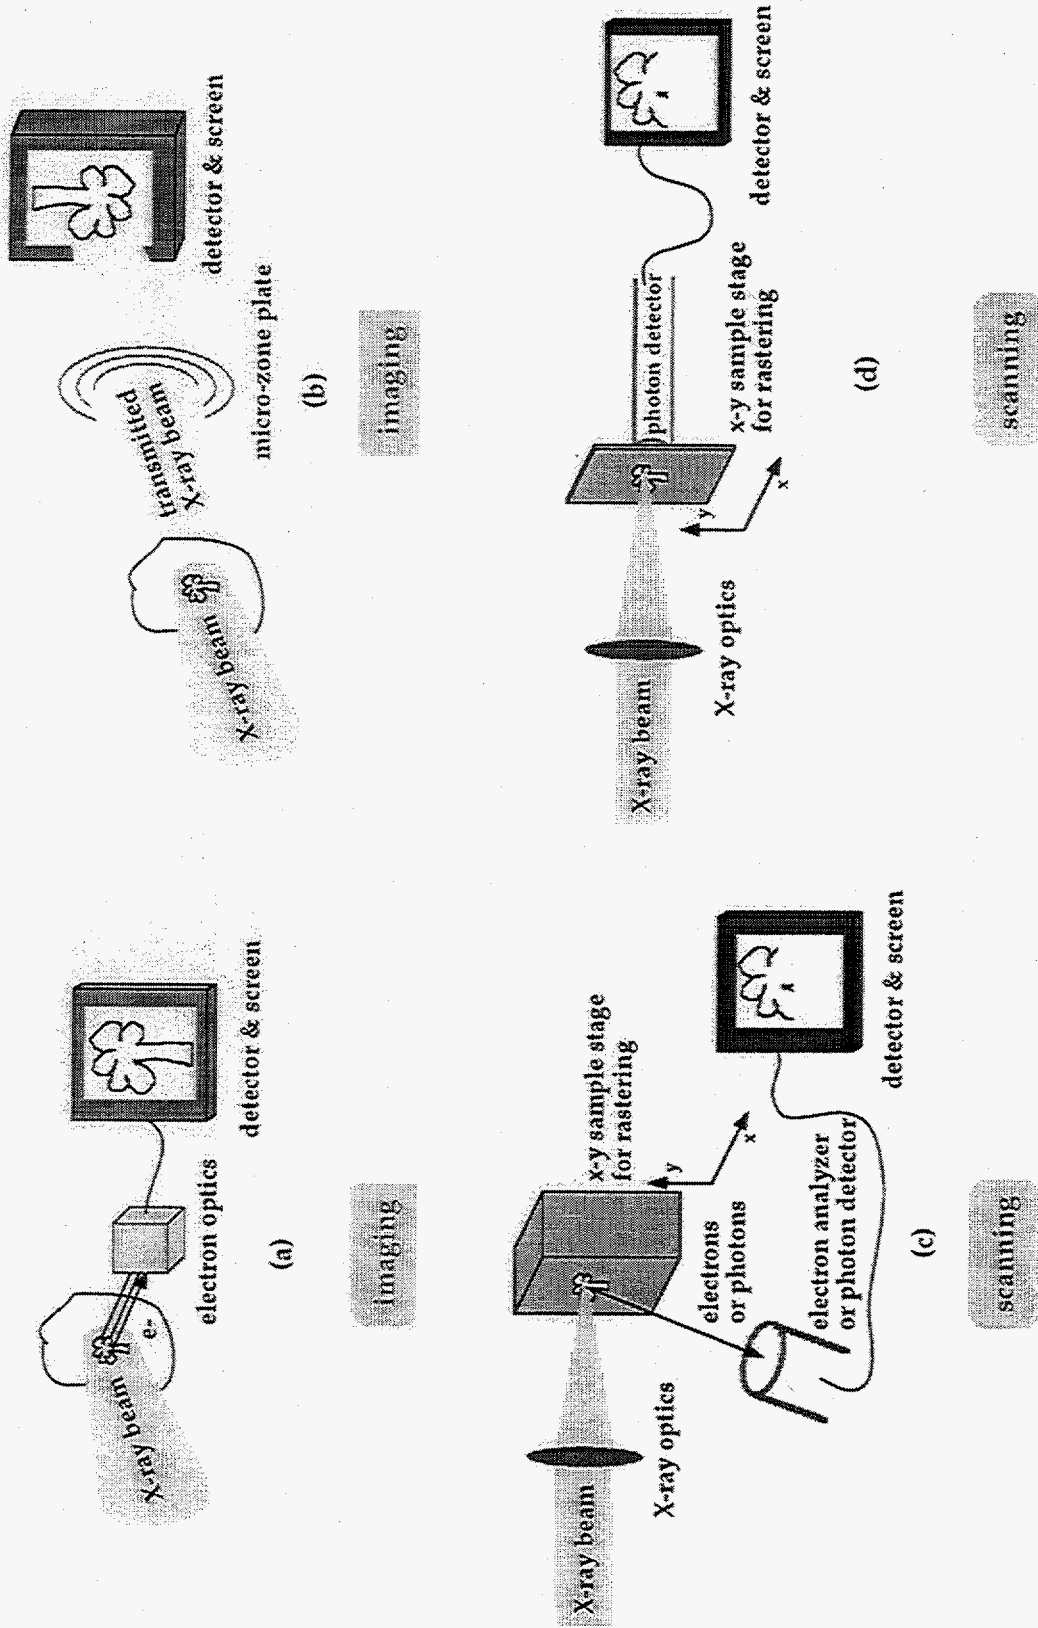 X-ray beam
e-
electron optics
detector & screen
(a)
imaging
X-ray beam
transmitted
X-ray beam
micro-zone plate
detector & screen
(b)
imaging
X-ray beam
X-ray optics
electrons
or photons
x-y sample stage
for rastering
y
x
electron analyzer
or photon detector
detector & screen
(c)
scanning
X-ray beam
X-ray optics
y
x
photon detector
x-y sample stage
for rastering
detector & screen
(d)
scanning